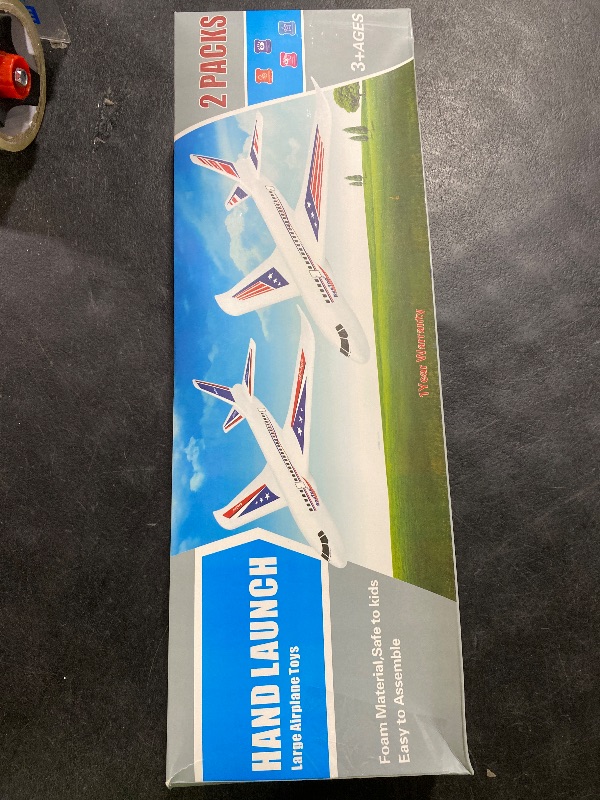 2 PACKS
3+AGES
1Year Warranty
HAND LAUNCH
Large Airplane Toys
Foam Material,Safe to kids
Easy to Assemble